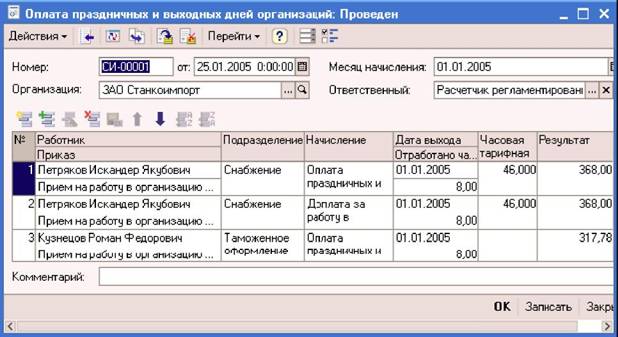 Оплата праздничных и выходных дней организаций: Проведен
Действия Перейти ?
Номер: СИ-00001 от: 25.01.2005 0:00:00 Месяц начисления: 01.01.2005
Организация: ЗАО Станкоимпорт ... Ответственный: Расчетчик регламентирован ... ×
№ Работник Подразделение Начисление Дата выхода Часовая Результат
Приказ Отработано ча... тарифная
1 Петряков Искандер Якубович Снабжение Оплата 01.01.2005 46,000 368,00
Прием на работу в организацию ... праздничных и 8,00
2 Петряков Искандер Якубович Снабжение Доплата за 01.01.2005 46,000 368,00
Прием на работу в организацию ... работу в 8,00
3 Кузнецов Роман Федорович Таможенное Оплата 01.01.2005 317,78
Прием на работу в организацию ... оформление праздничных и 8,00
Комментарий:
OK Записать Закры